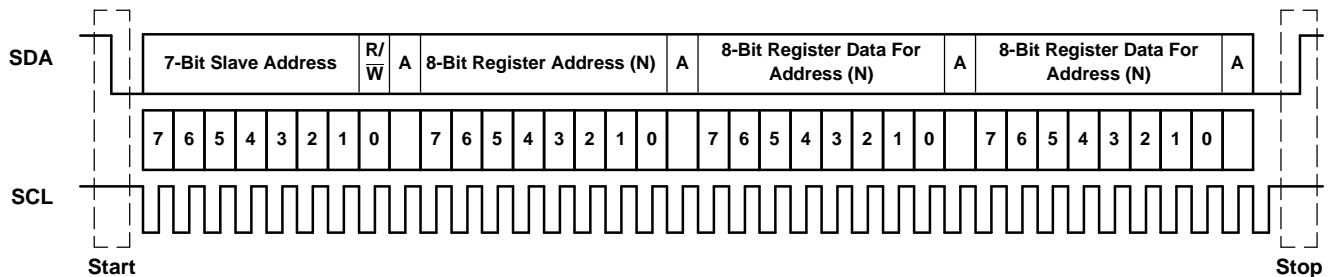 SDA
7-Bit Slave Address
R/
W
A
8-Bit Register Address (N)
A
8-Bit Register Data For
Address (N)
A
8-Bit Register Data For
Address (N)
A
7 6 5 4 3 2 1 0 7 6 5 4 3 2 1 0 7 6 5 4 3 2 1 0 7 6 5 4 3 2 1 0
SCL
Start
Stop